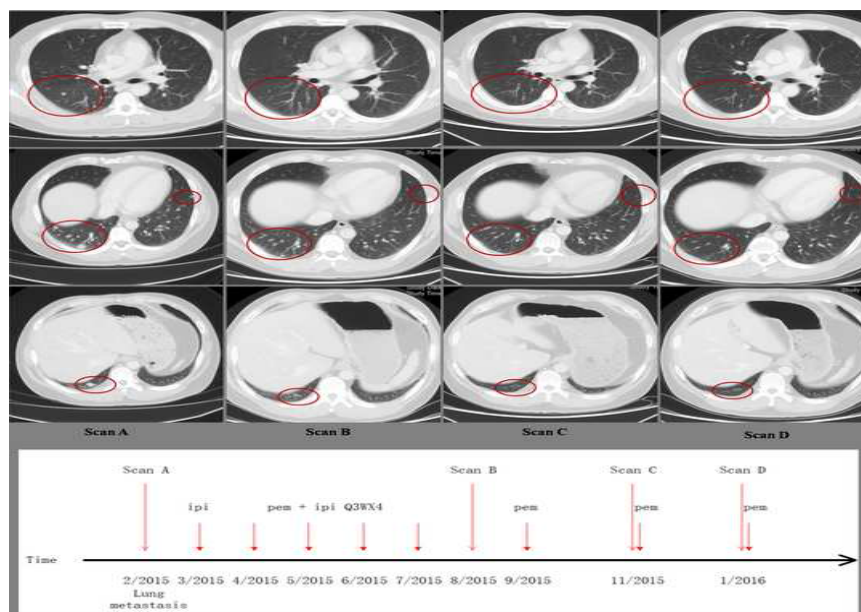 Scan A Scan B Scan C Scan D
Scan A Scan B Scan C Scan D
ipi pem + ipi Q3WX4 pem pem pem
Time
2/2015 3/2015 4/2015 5/2015 6/2015 7/2015 8/2015 9/2015 11/2015 1/2016
Lung
metastasis